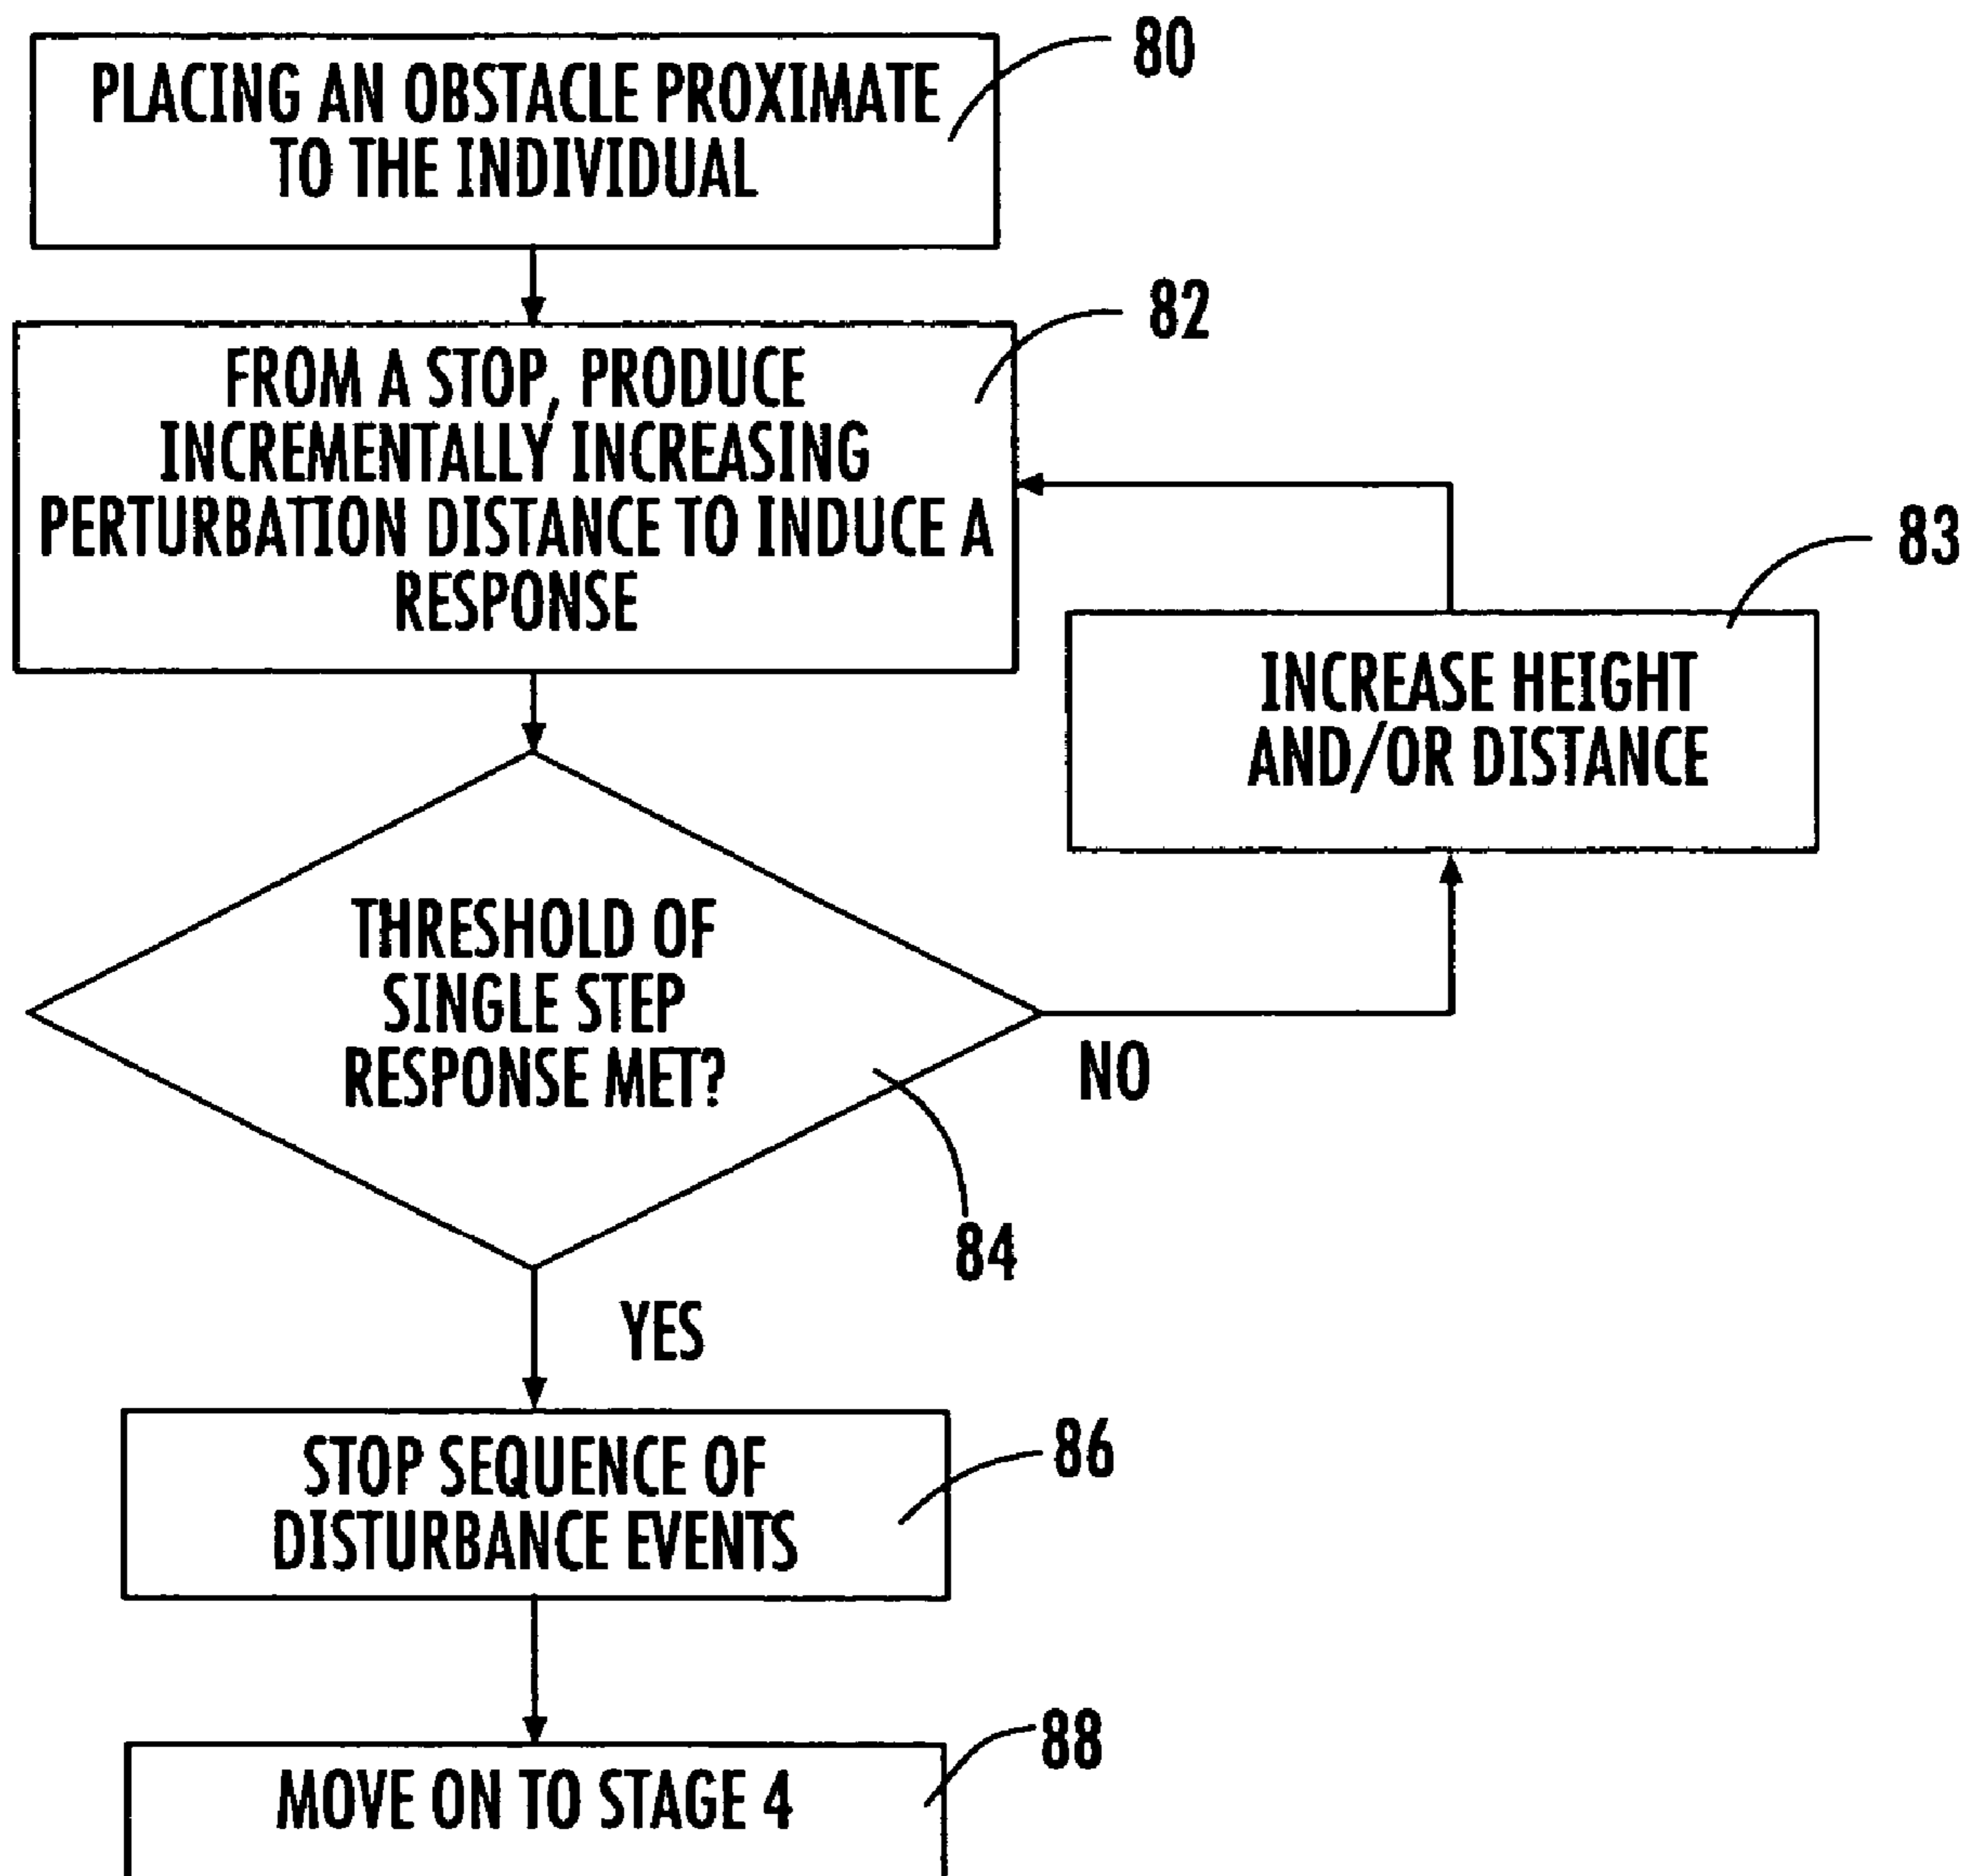 80
PLACING AN OBSTACLE PROXIMATE
TO THE INDIVIDUAL
82
FROM A STOP, PRODUCE
INCREMENTALLY INCREASING
PERTURBATION DISTANCE TO INDUCE A
RESPONSE
83
INCREASE HEIGHT
AND/OR DISTANCE
THRESHOLD OF
SINGLE STEP
RESPONSE MET?
NO
84
YES
STOP SEQUENCE OF
DISTURBANCE EVENTS
86
MOVE ON TO STAGE 4
88